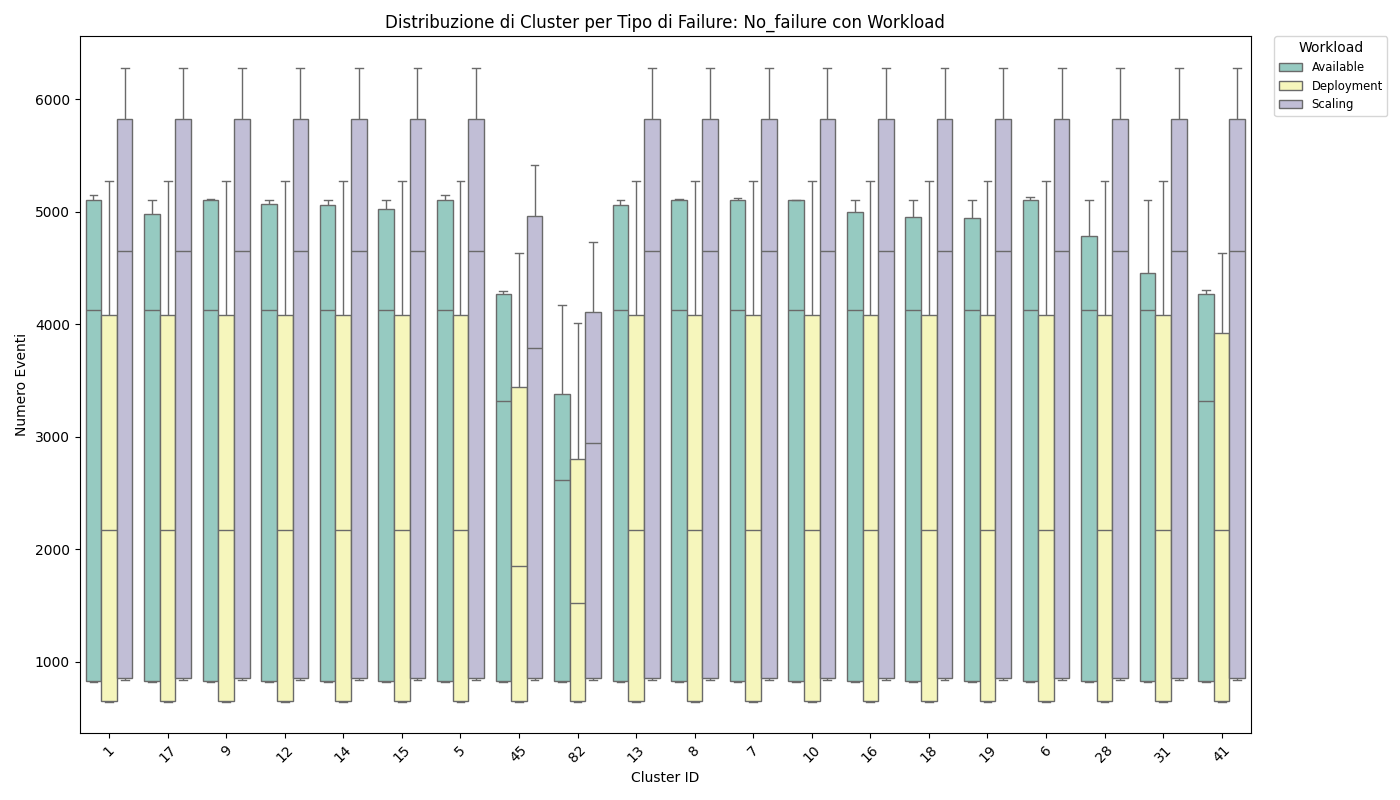 Distribuzione di Cluster per Tipo di Failure: No_failure con Workload
Workload
Available
Deployment
Scaling
Numero Eventi
6000
5000
4000
3000
2000
1000
1 17 9 12 14 15 5 45 82 13 8 7 10 16 18 19 6 28 31 41
Cluster ID